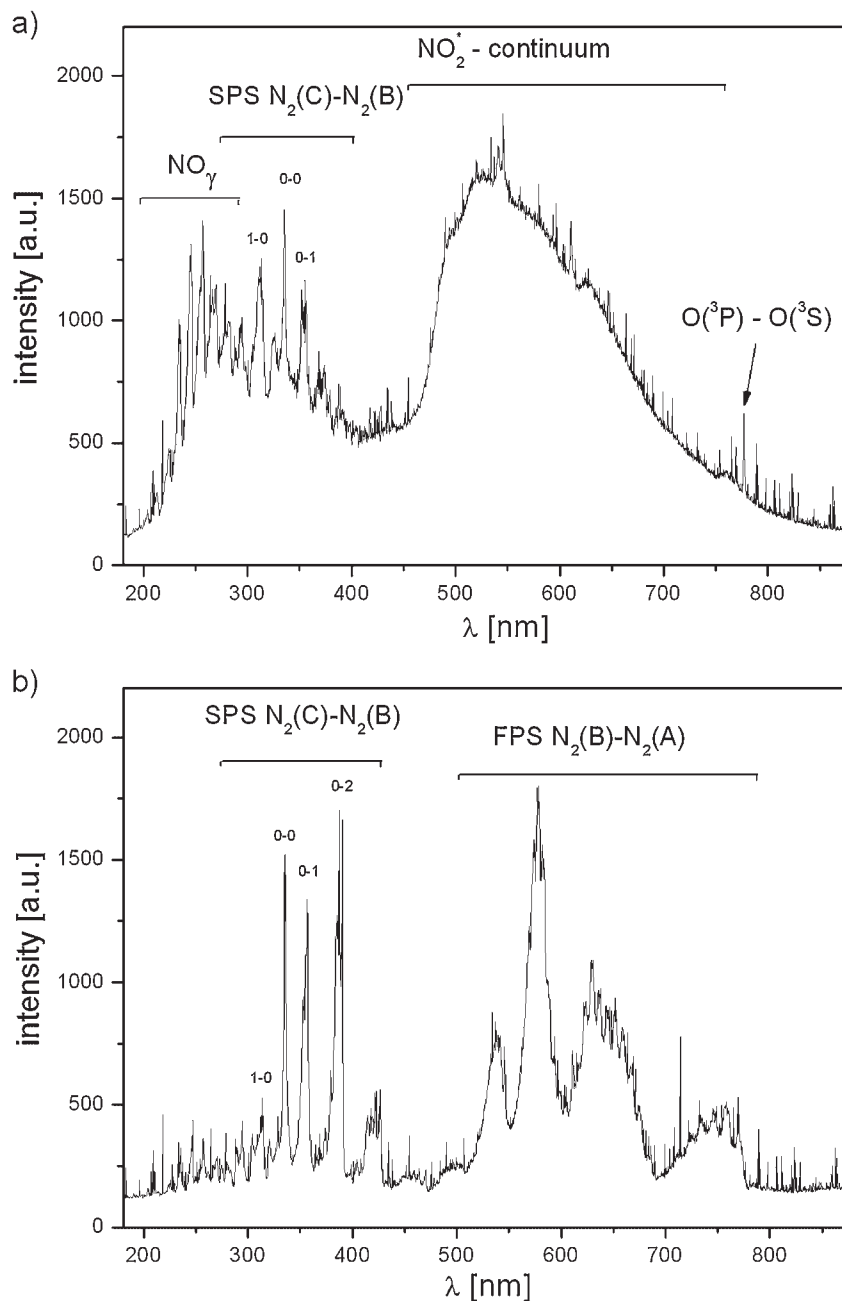 a)
NO₂* - continuum
SPS N₂(C)-N₂(B)
NOᵧ
0-0
1-0
0-1
O(³P) - O(³S)
intensity [a.u.]
2000
1500
1000
500
0
200 300 400 500 600 700 800
λ [nm]
b)
SPS N₂(C)-N₂(B)
FPS N₂(B)-N₂(A)
0-2
0-0
0-1
1-0
intensity [a.u.]
2000
1500
1000
500
0
200 300 400 500 600 700 800
λ [nm]